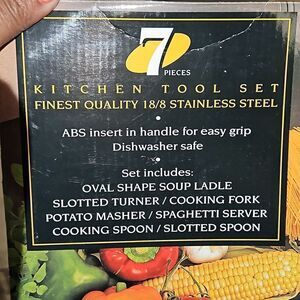 7
PIECES
KITCHEN TOOL SET
FINEST QUALITY 18/8 STAINLESS STEEL
•
ABS insert in handle for easy grip
Dishwasher safe
•
Set includes:
OVAL SHAPE SOUP LADLE
SLOTTED TURNER / COOKING FORK
POTATO MASHER / SPAGHETTI SERVER
COOKING SPOON / SLOTTED SPOON